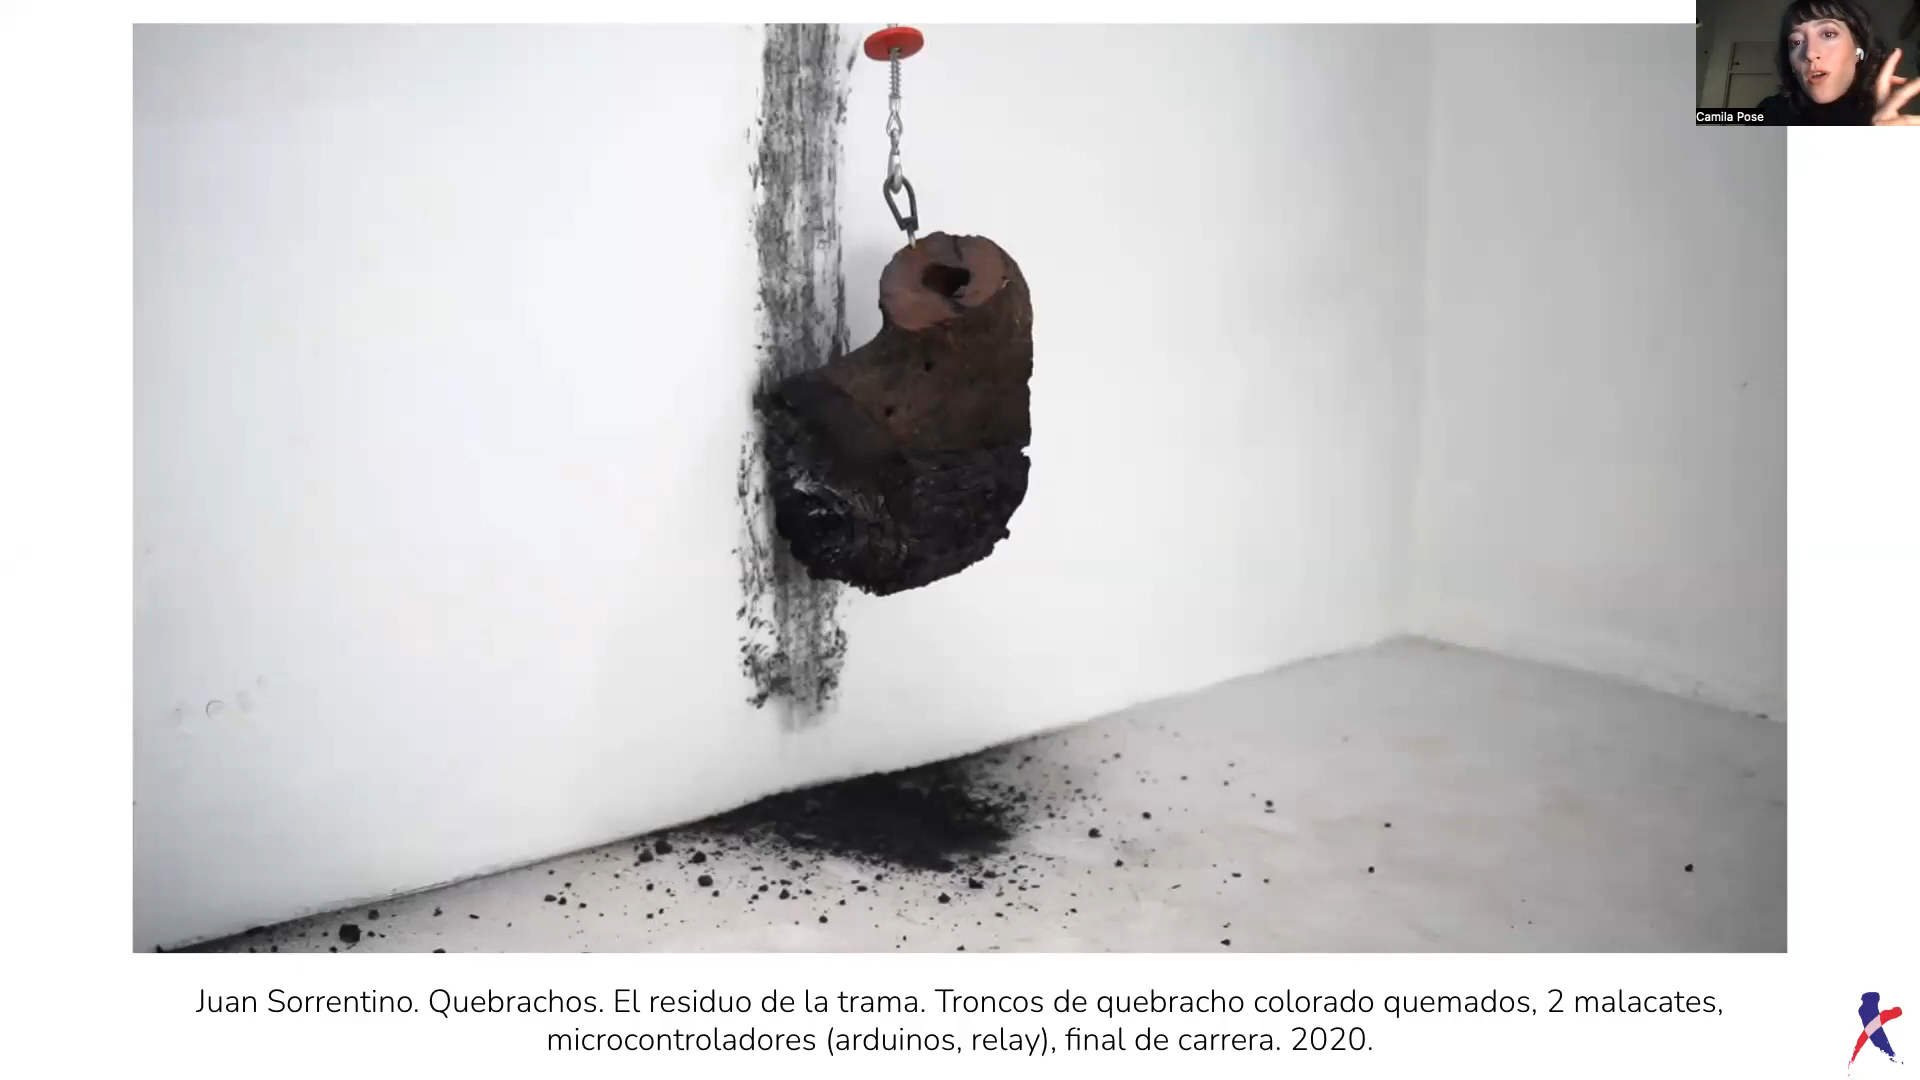 Camila Pose
Juan Sorrentino. Quebrachos. El residuo de la trama. Troncos de quebracho colorado quemados, 2 malacates,
microcontroladores (arduinos, relay), final de carrera. 2020.